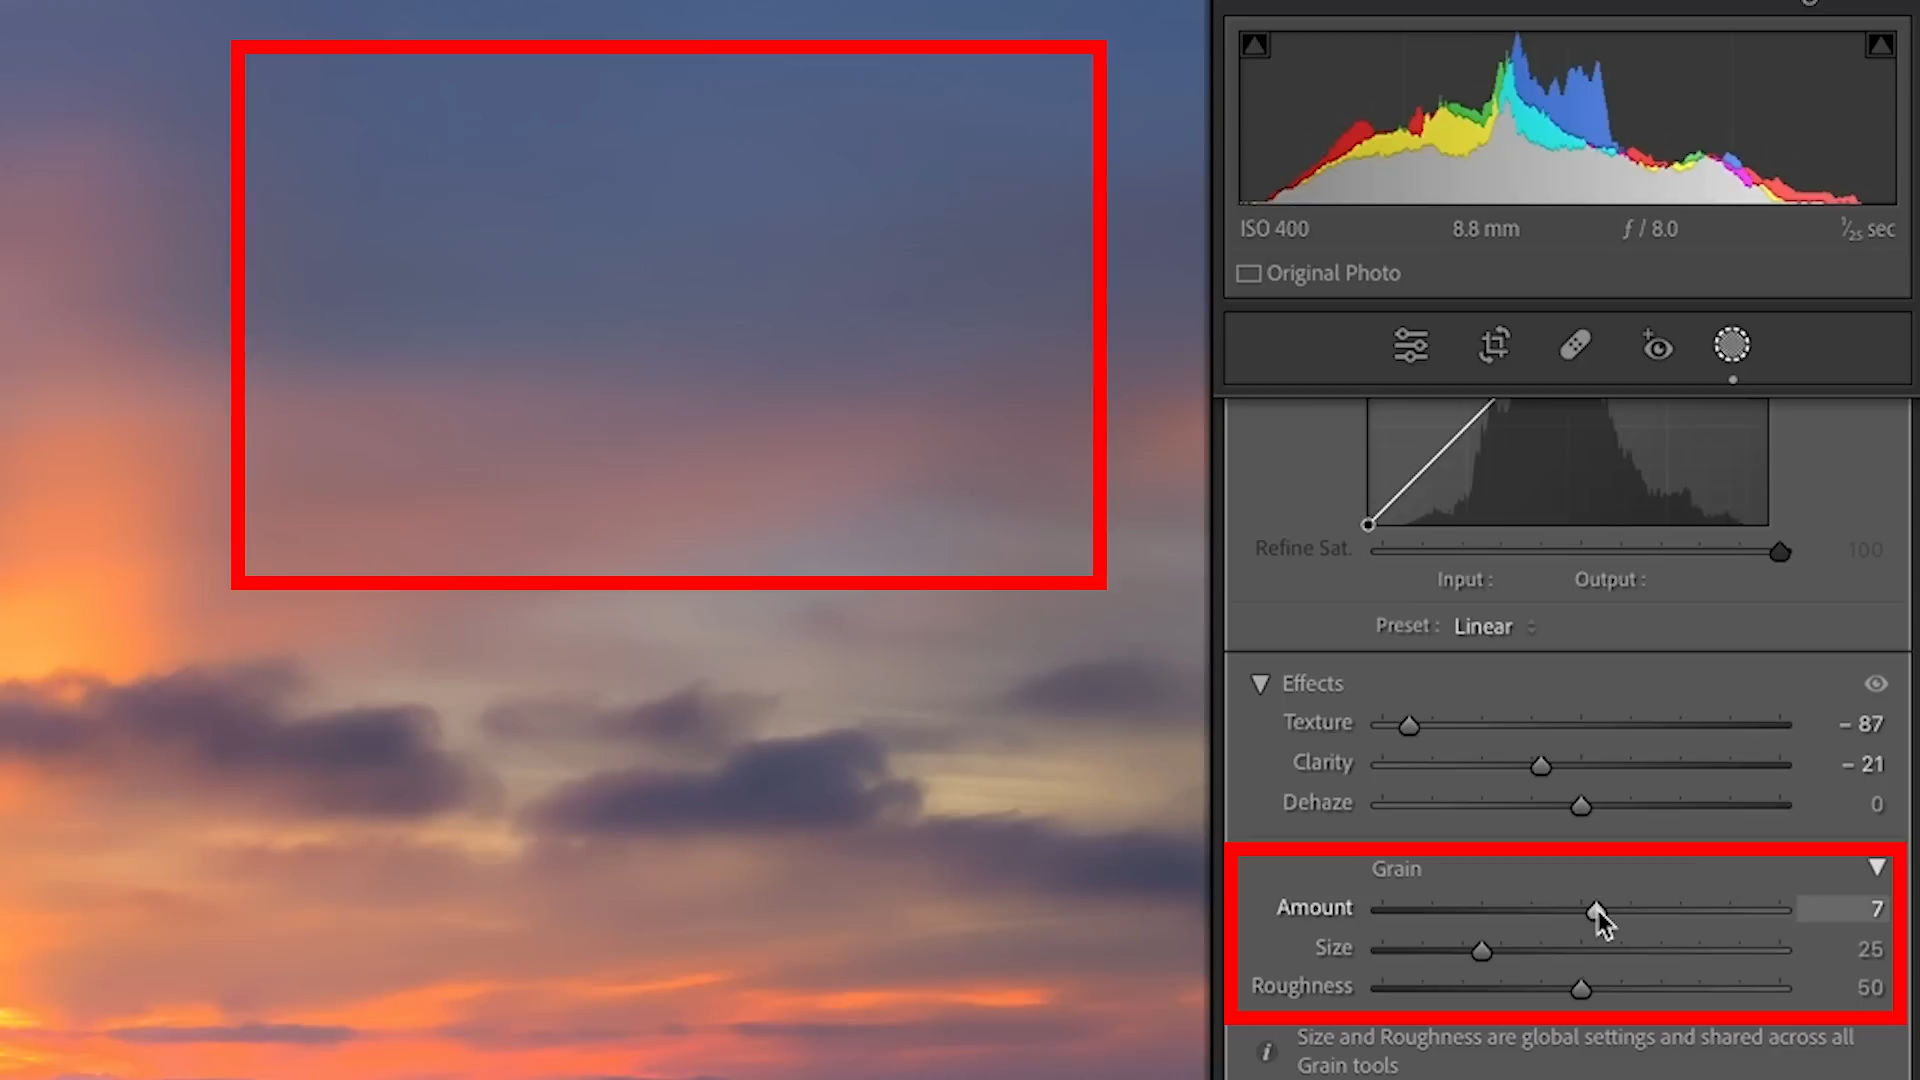 ISO 400 8.8 mm ƒ / 8.0 1/25 sec
Original Photo
Refine Sat. 100
Input : Output :
Preset : Linear
Effects
Texture - 87
Clarity - 21
Dehaze 0
Grain
Amount 7
Size 25
Roughness 50
Size and Roughness are global settings and shared across all
Grain tools